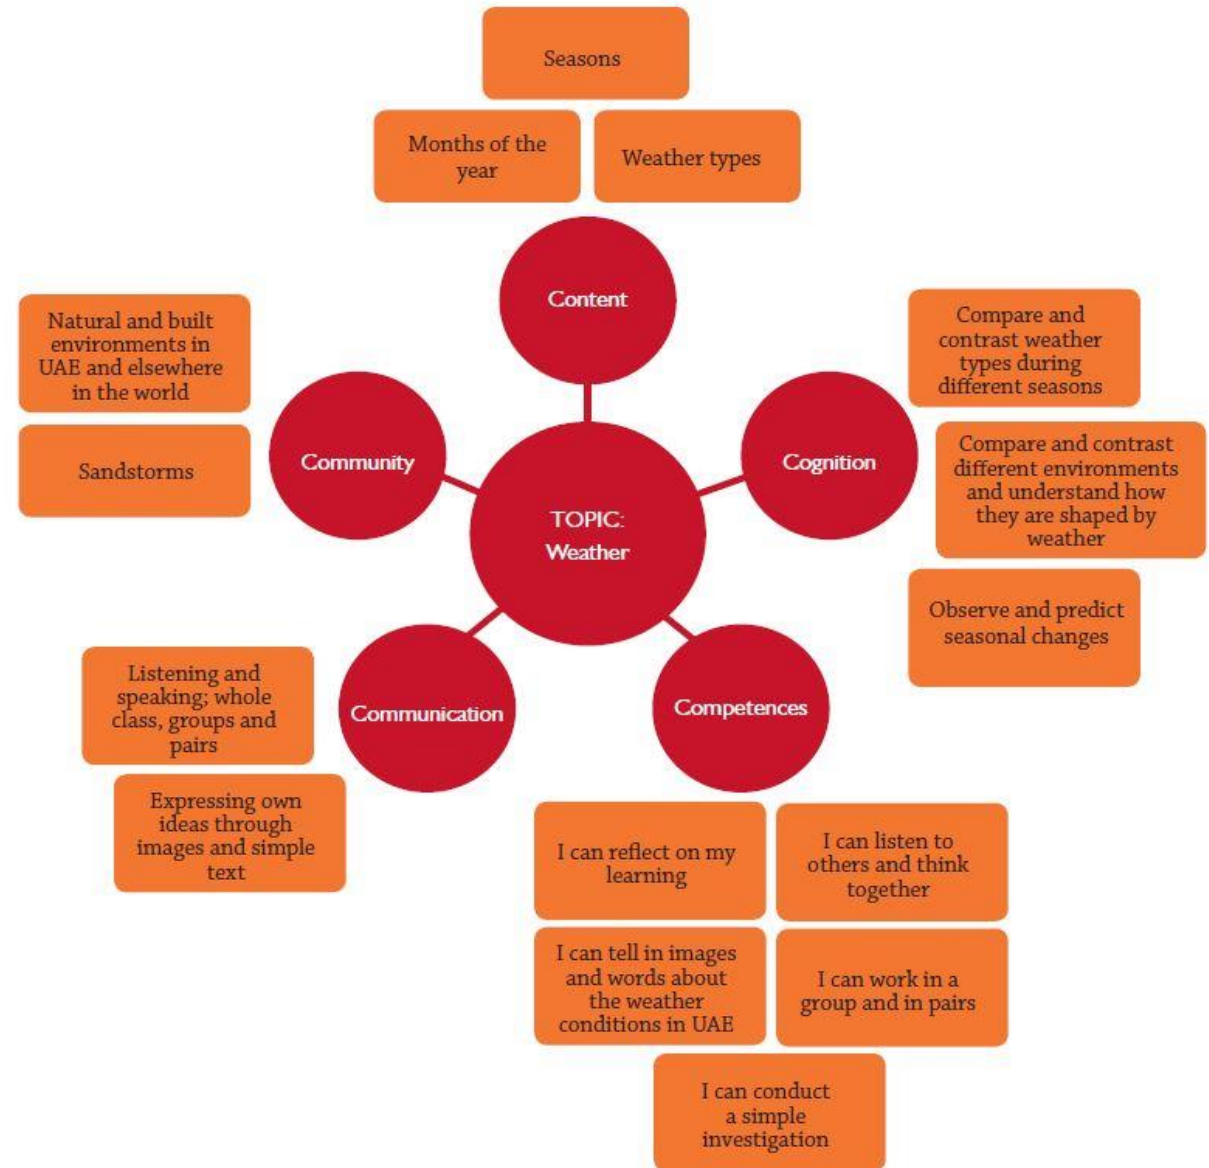 Seasons
Months of the
year
Weather types
Content
Natural and built
environments in
UAE and elsewhere
in the world
Sandstorms
Community
TOPIC:
Weather
Cognition
Compare and
contrast weather
types during
different seasons
Compare and contrast
different environments
and understand how
they are shaped by
weather
Observe and predict
seasonal changes
Listening and
speaking; whole
class, groups and
pairs
Expressing own
ideas through
images and simple
text
Communication
Competences
I can reflect on my
learning
I can listen to
others and think
together
I can tell in images
and words about
the weather
conditions in UAE
I can work in a
group and in pairs
I can conduct
a simple
investigation